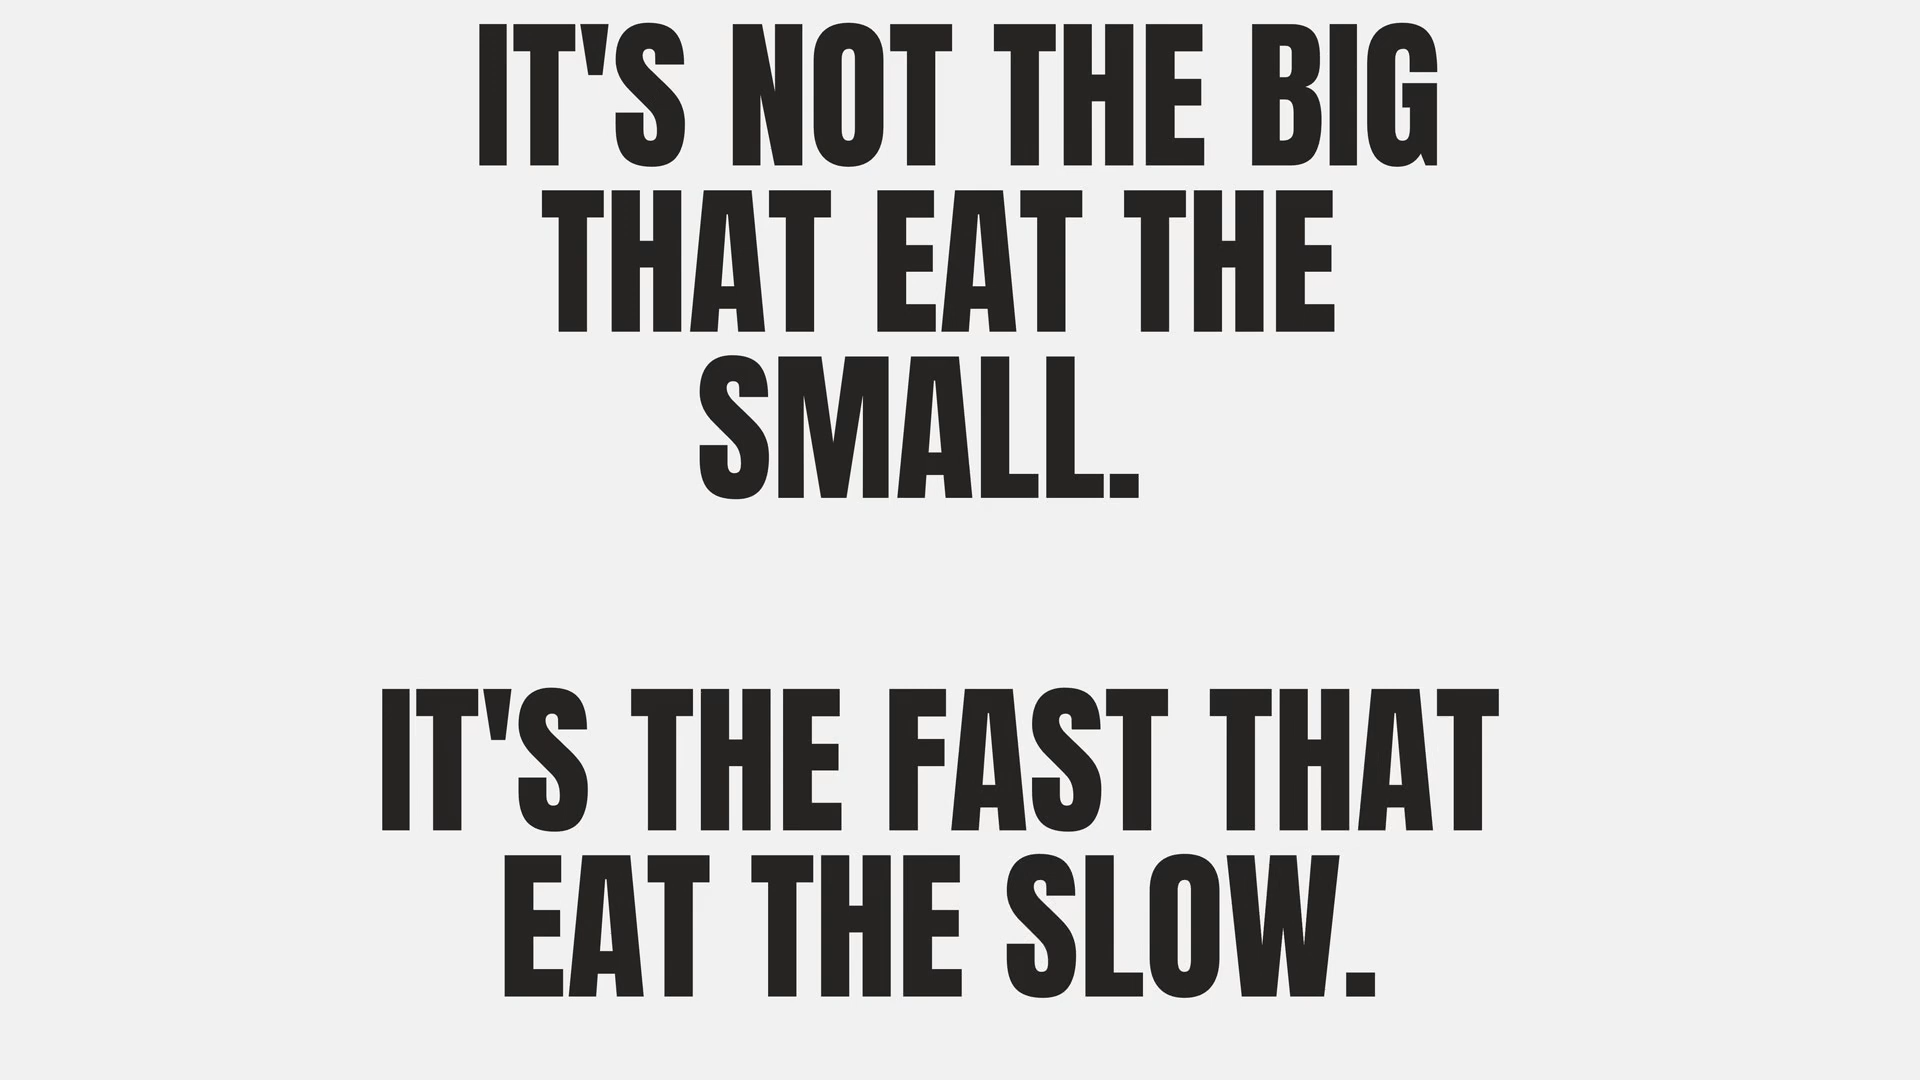 IT'S NOT THE BIG
THAT EAT THE
SMALL.
IT'S THE FAST THAT
EAT THE SLOW.